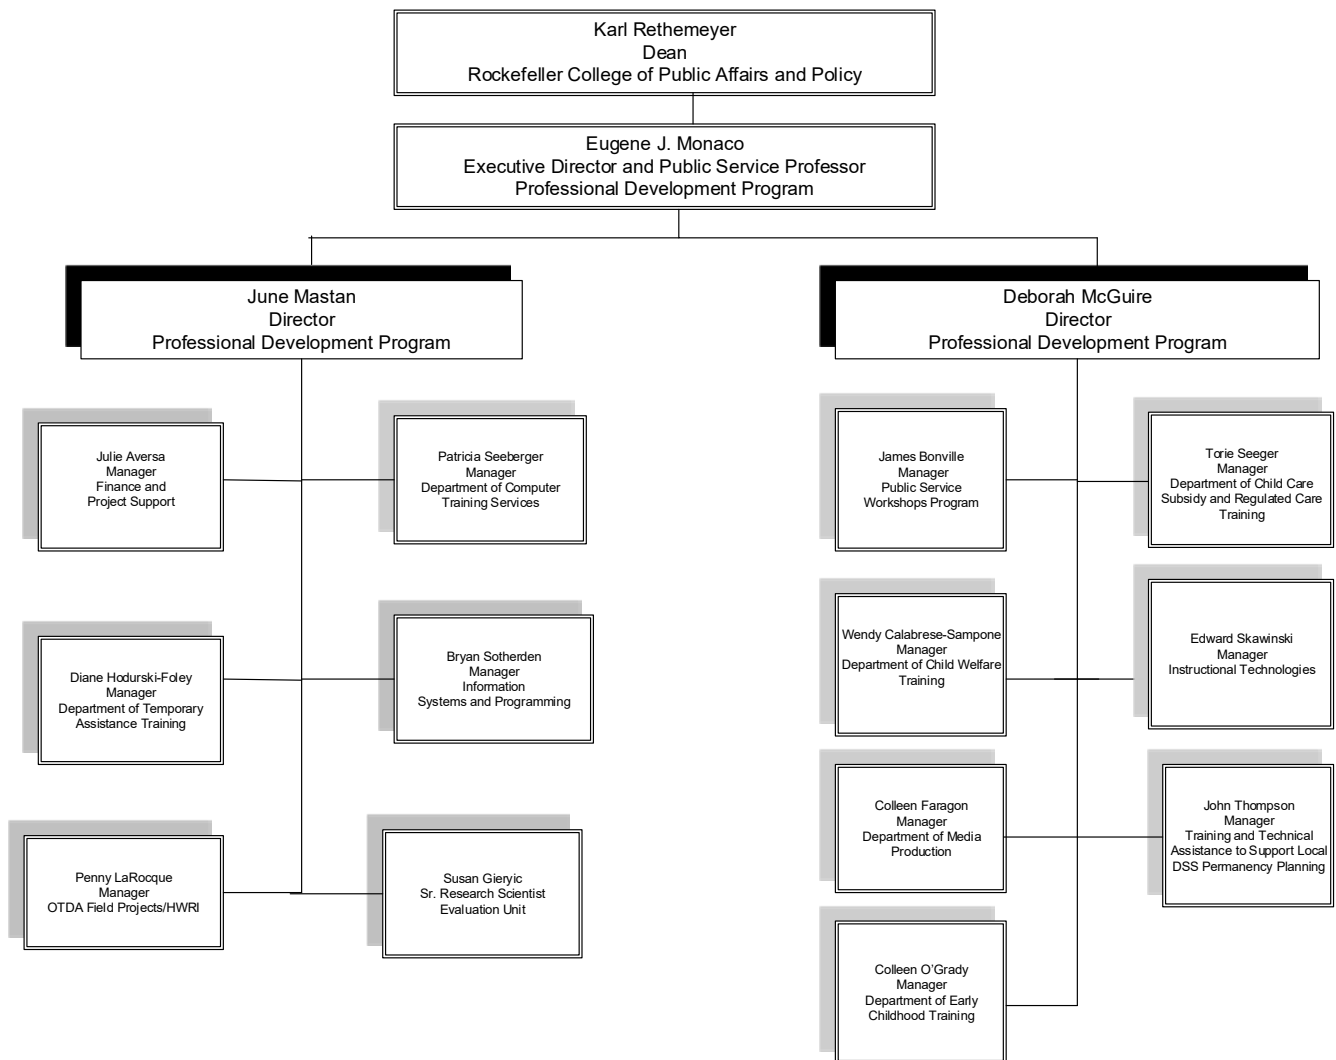 Karl Rethemeyer
Dean
Rockefeller College of Public Affairs and Policy
Eugene J. Monaco
Executive Director and Public Service Professor
Professional Development Program
June Mastan
Director
Professional Development Program
Deborah McGuire
Director
Professional Development Program
Julie Aversa
Manager
Finance and
Project Support
Patricia Seeberger
Manager
Department of Computer
Training Services
James Bonville
Manager
Public Service
Workshops Program
Torie Seeger
Manager
Department of Child Care
Subsidy and Regulated Care
Training
Diane Hodurski-Foley
Manager
Department of Temporary
Assistance Training
Bryan Sotherden
Manager
Information
Systems and Programming
Wendy Calabrese-Sampone
Manager
Department of Child Welfare
Training
Edward Skawinski
Manager
Instructional Technologies
Penny LaRocque
Manager
OTDA Field Projects/HWRI
Susan Gieryic
Sr. Research Scientist
Evaluation Unit
Colleen Faragon
Manager
Department of Media
Production
John Thompson
Manager
Training and Technical
Assistance to Support Local
DSS Permanency Planning
Colleen O'Grady
Manager
Department of Early
Childhood Training